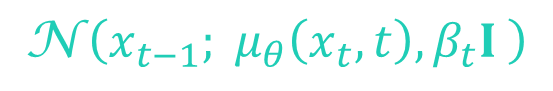 𝒩(x_{t−1}; μ_θ(x_t, t), β_t𝐈 )